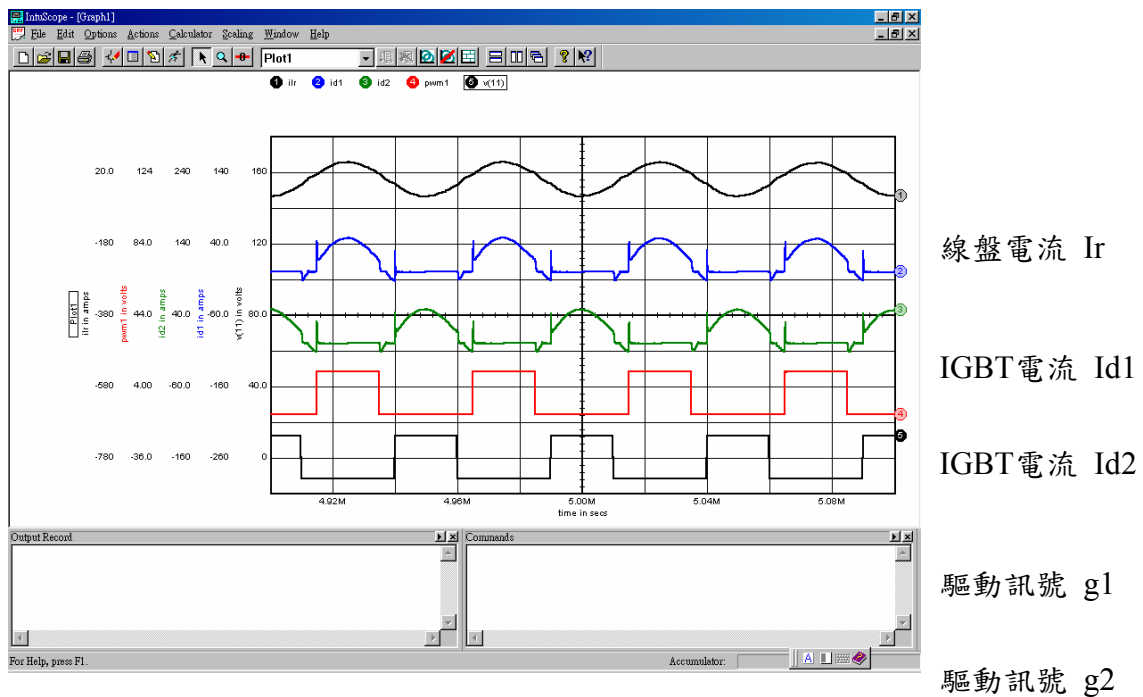 IntuScope - [Graph1]
File Edit Options Actions Calculator Scaling Window Help
Plot1
1 ilr 2 id1 3 id2 4 pwm1 5 v(11)
20.0 124 240 140 160
-180 84.0 140 40.0 120
-380 44.0 40.0 -60.0 80.0
-580 4.00 -60.0 -160 40.0
-780 -36.0 -160 -260 0
Plot1
ilr in amps
pwm1 in volts
id2 in amps
id1 in amps
v(11) in volts
1
2
3
4
5
4.92M 4.96M 5.00M 5.04M 5.08M
time in secs
線盤電流 Ir
IGBT電流 Id1
IGBT電流 Id2
驅動訊號 g1
驅動訊號 g2
Output Record
Commands
For Help, press F1.
Accumulator:
A